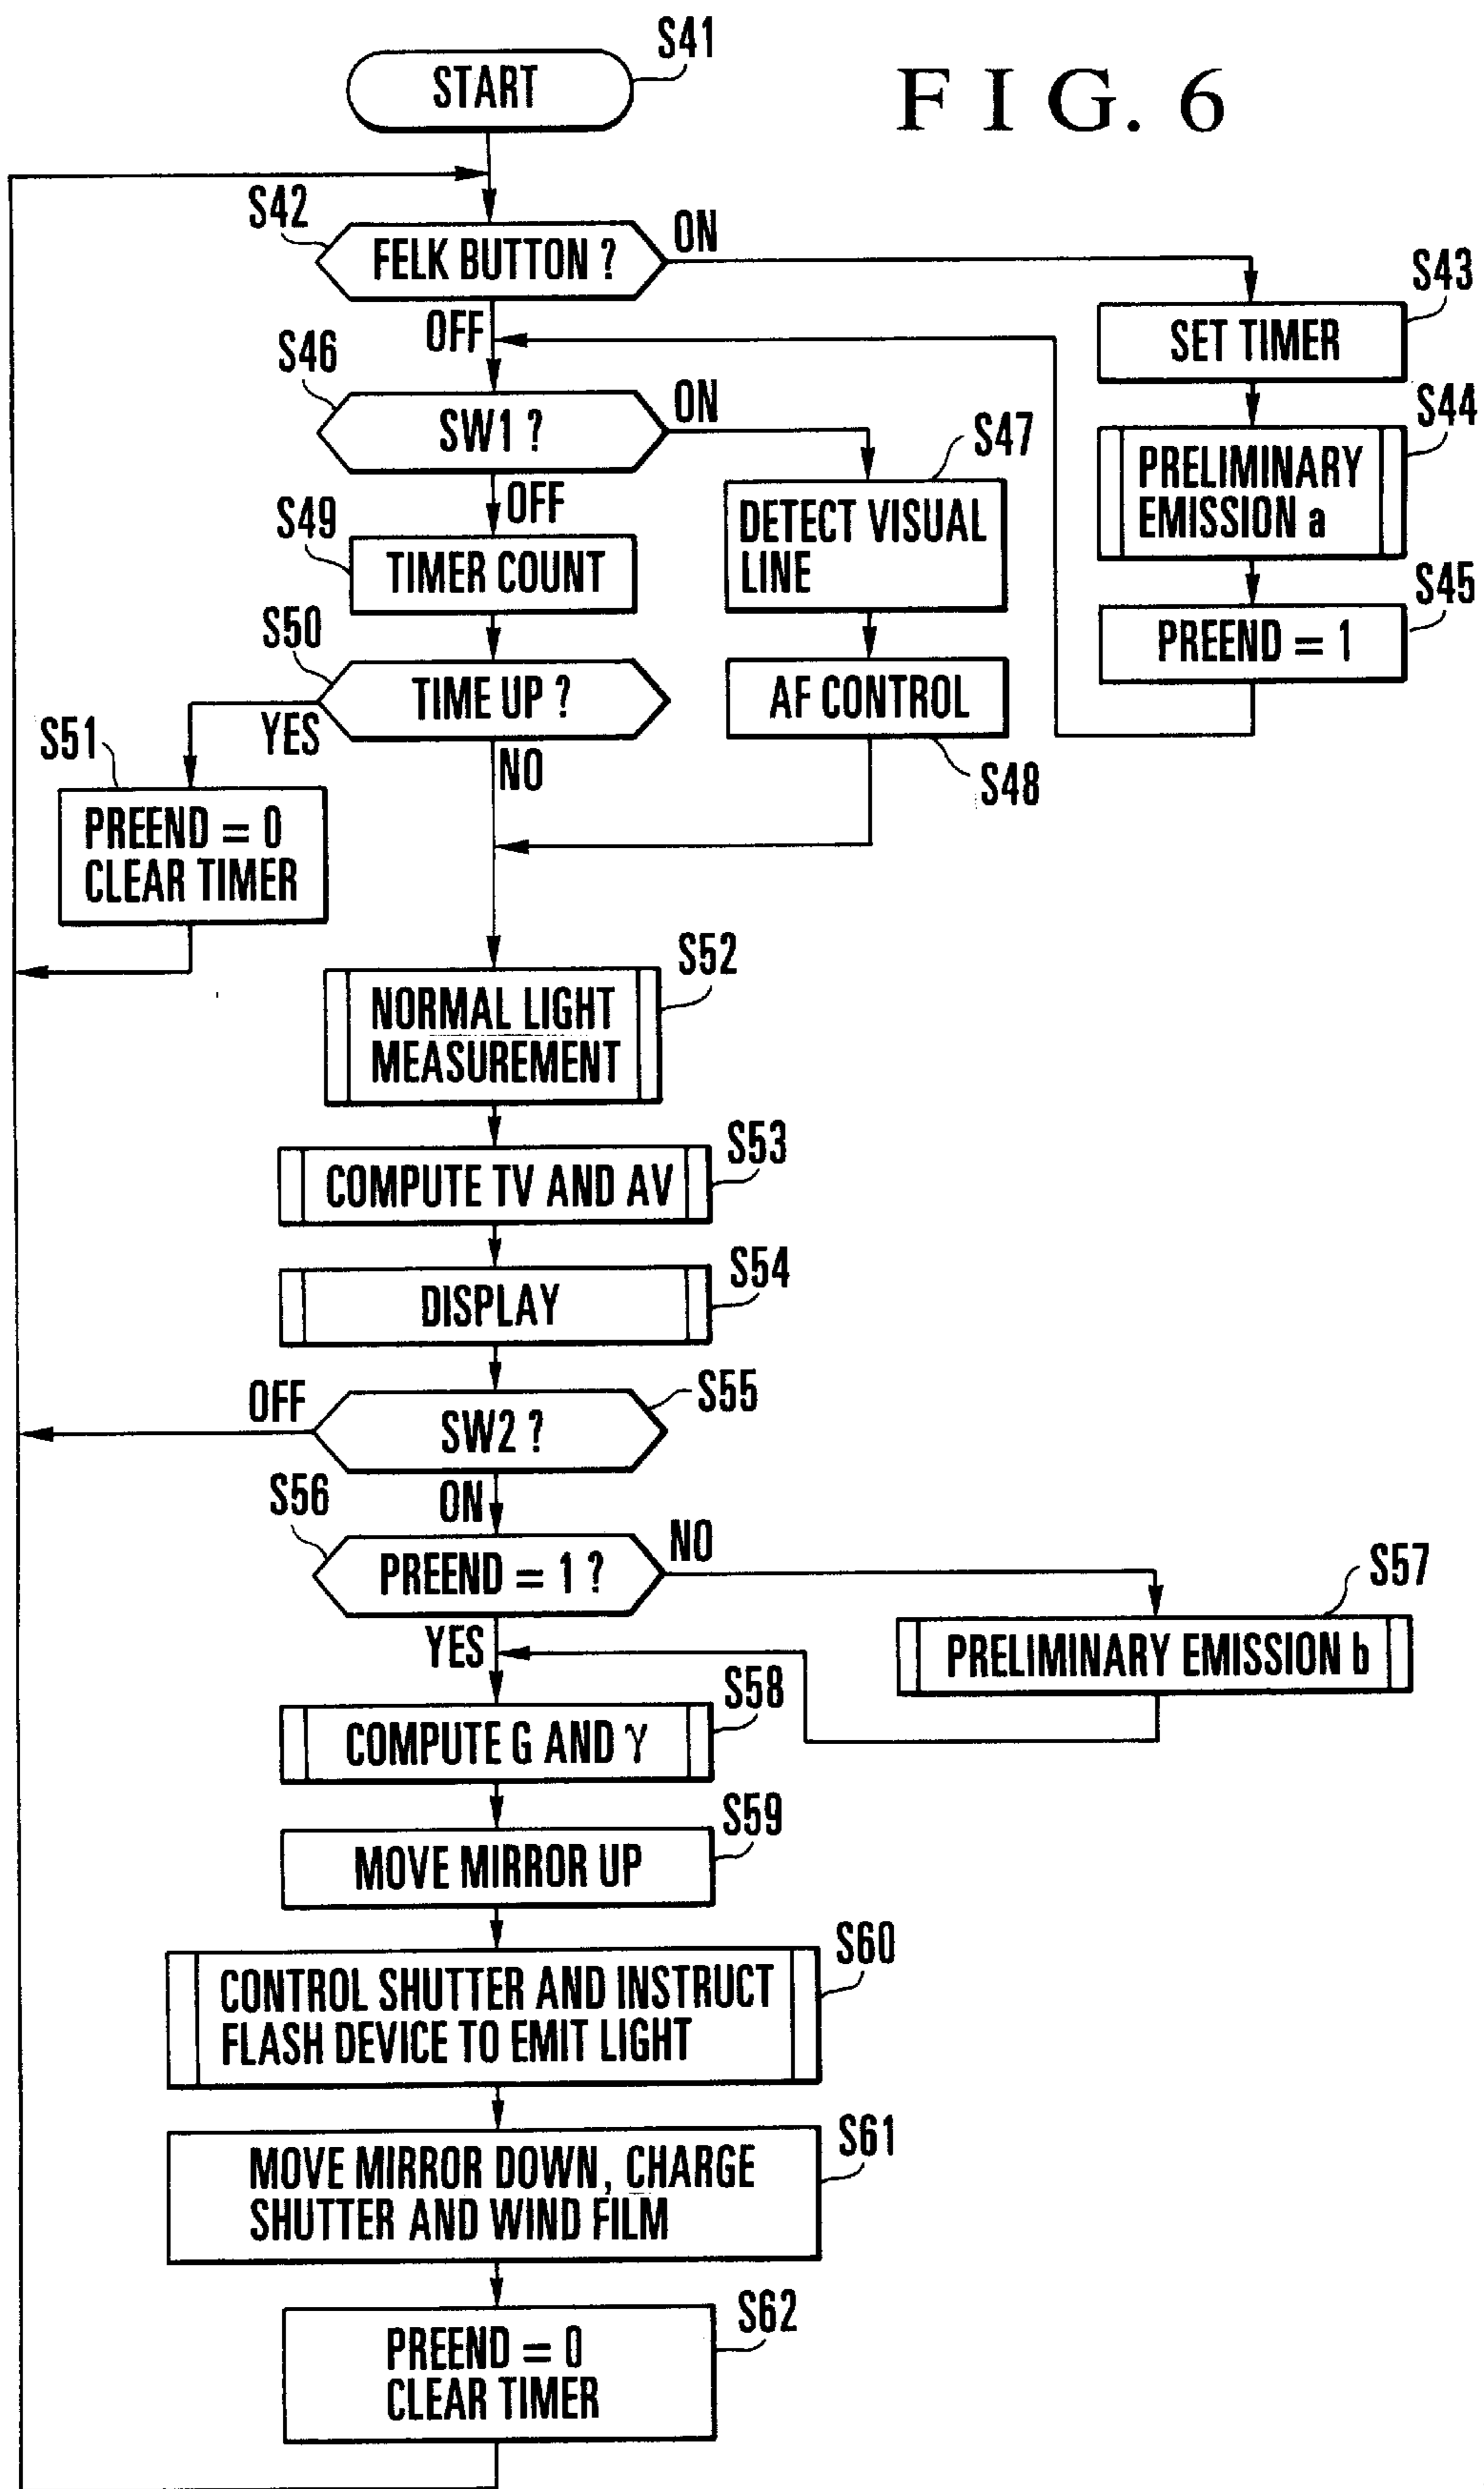 FIG. 6
S41
START
S42
FELK BUTTON ?
ON
OFF
S43
SET TIMER
S44
PRELIMINARY
EMISSION a
S45
PREEND = 1
S46
SW1 ?
ON
OFF
S47
DETECT VISUAL
LINE
S48
AF CONTROL
S49
TIMER COUNT
S50
TIME UP ?
YES
NO
S51
PREEND = 0
CLEAR TIMER
S52
NORMAL LIGHT
MEASUREMENT
S53
COMPUTE TV AND AV
S54
DISPLAY
S55
SW2 ?
OFF
ON
S56
PREEND = 1 ?
NO
YES
S57
PRELIMINARY EMISSION b
S58
COMPUTE G AND γ
S59
MOVE MIRROR UP
S60
CONTROL SHUTTER AND INSTRUCT
FLASH DEVICE TO EMIT LIGHT
S61
MOVE MIRROR DOWN, CHARGE
SHUTTER AND WIND FILM
S62
PREEND = 0
CLEAR TIMER